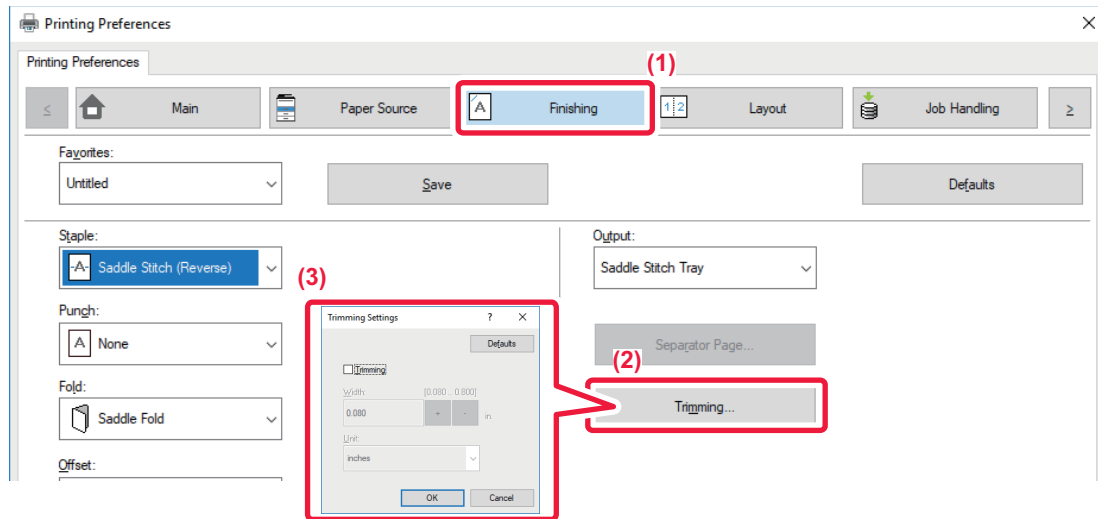 Printing Preferences
Printing Preferences
(1)
≤ Main Paper Source A Finishing 1 2 Layout Job Handling ≥
Favorites:
Untitled Save Defaults
Staple: Output:
-A- Saddle Stitch (Reverse) Saddle Stitch Tray
(3)
Punch:
A None
Trimming Settings ? ×
Defaults
Separator Page...
(2)
Trimming
Fold:
Saddle Fold
Width: [0.080 .. 0.800]
0.080 + - in.
Trimming...
Unit:
inches
Offset:
OK Cancel